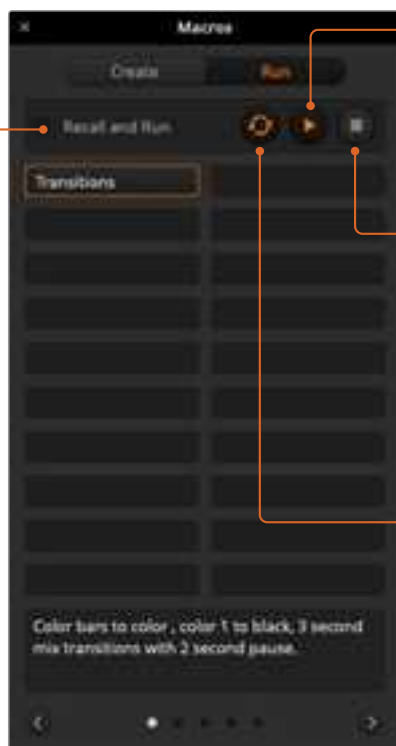 Macros
Create Run
Recall and Run
Transitions
Color bars to color , color 1 to black, 3 second
mix transitions with 2 second pause.